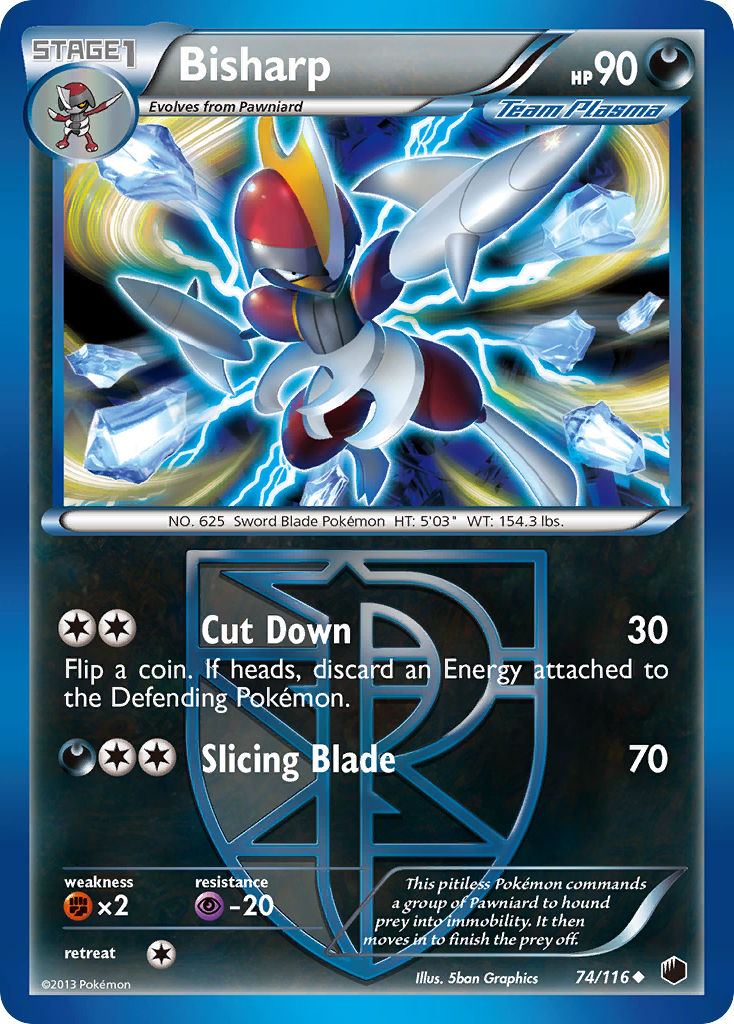 STAGE1
Bisharp
HP 90
Evolves from Pawniard
Team Plasma
NO. 625 Sword Blade Pokémon HT: 5'03" WT: 154.3 lbs.
Cut Down 30
Flip a coin. If heads, discard an Energy attached to
the Defending Pokémon.
Slicing Blade 70
weakness
×2
resistance
-20
retreat
This pitiless Pokémon commands
a group of Pawniard to hound
prey into immobility. It then
moves in to finish the prey off.
©2013 Pokémon
Illus. 5ban Graphics
74/116